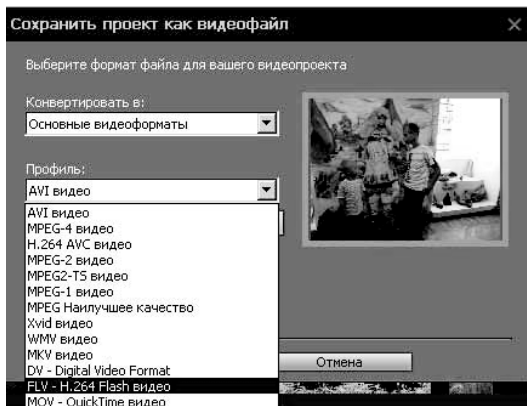 Сохранить проект как видеофайл
Выберите формат файла для вашего видеопроекта
Конвертировать в:
Основные видеоформаты
Профиль:
AVI видео
AVI видео
MPEG-4 видео
H.264 AVC видео
MPEG-2 видео
MPEG2-TS видео
MPEG-1 видео
MPEG Наилучшее качество
Xvid видео
WMV видео
MKV видео
DV - Digital Video Format
FLV - H.264 Flash видео
MOV - QuickTime видео
Отмена